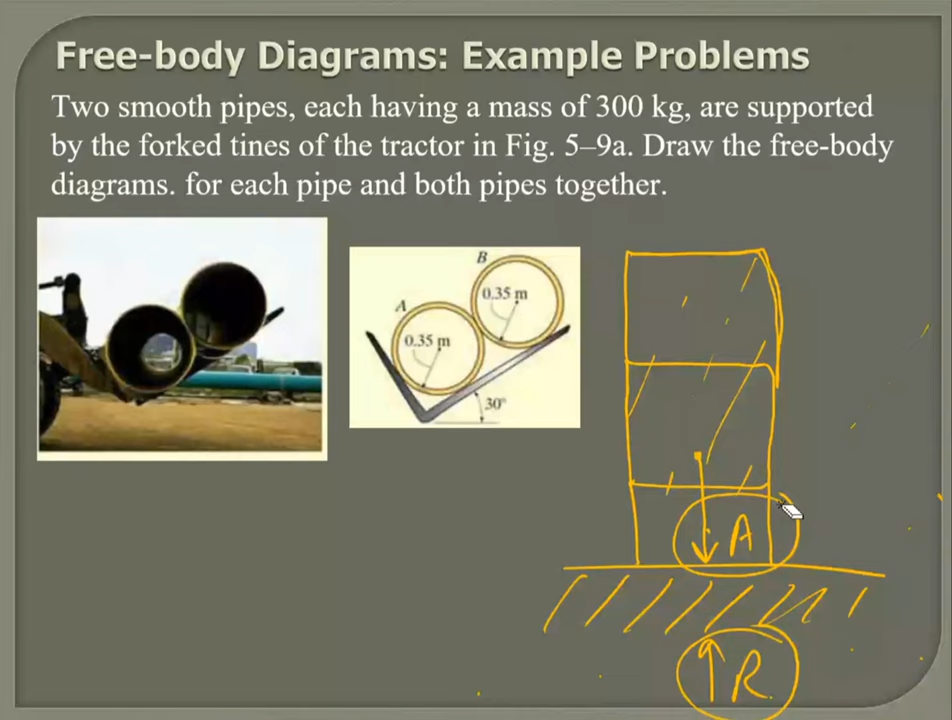 Free-body Diagrams: Example Problems
Two smooth pipes, each having a mass of 300 kg, are supported
by the forked tines of the tractor in Fig. 5–9a. Draw the free-body
diagrams. for each pipe and both pipes together.
B
0.35 m
A
0.35 m
30°
A
R